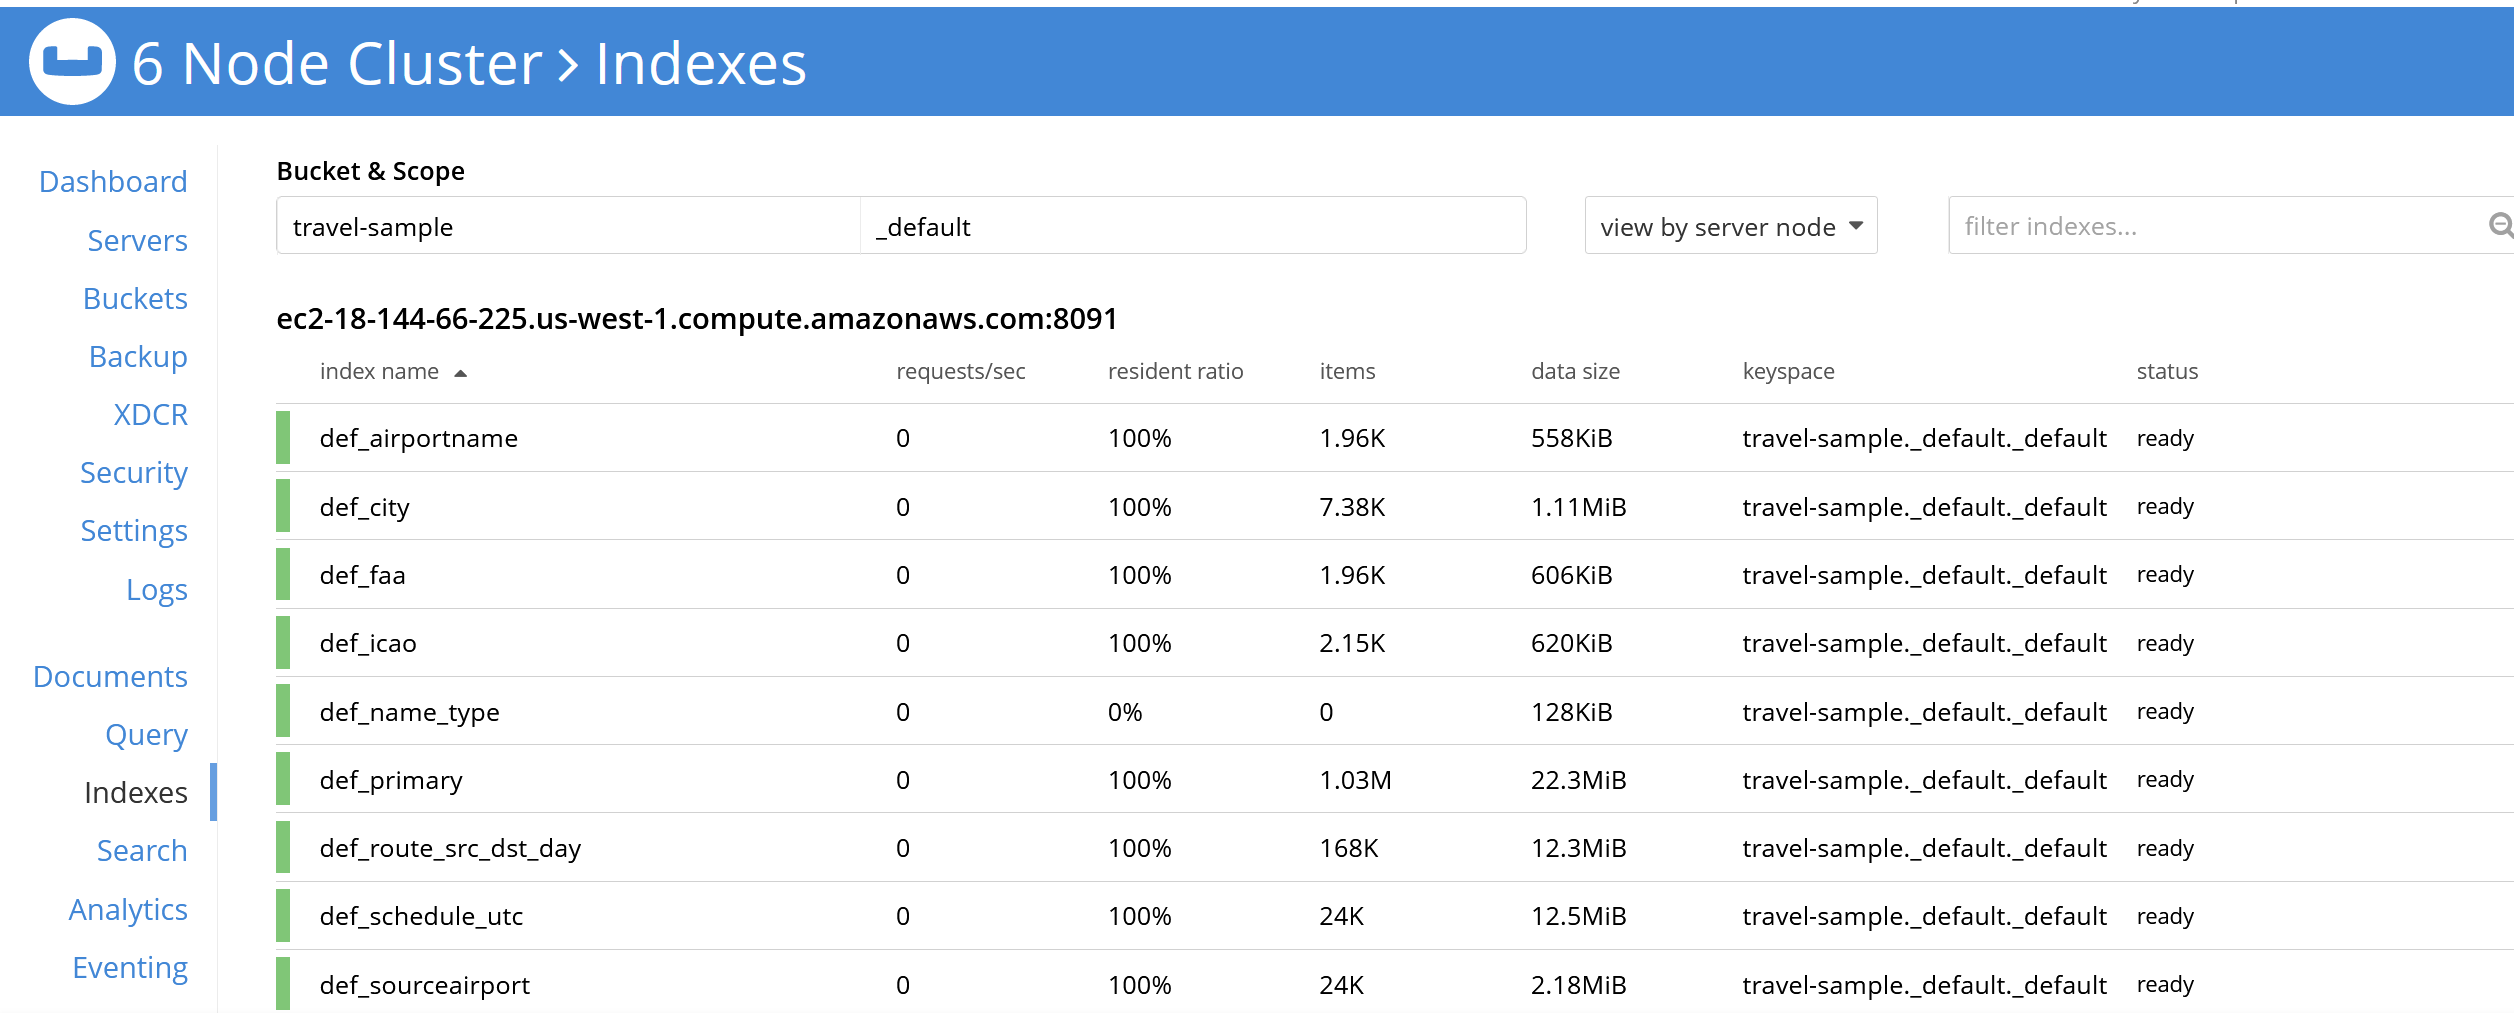 6 Node Cluster > Indexes
Dashboard
Servers
Buckets
Backup
XDCR
Security
Settings
Logs
Documents
Query
Indexes
Search
Analytics
Eventing
Bucket & Scope
travel-sample _default view by server node filter indexes...
ec2-18-144-66-225.us-west-1.compute.amazonaws.com:8091
index name requests/sec resident ratio items data size keyspace status
def_airportname 0 100% 1.96K 558KiB travel-sample._default._default ready
def_city 0 100% 7.38K 1.11MiB travel-sample._default._default ready
def_faa 0 100% 1.96K 606KiB travel-sample._default._default ready
def_icao 0 100% 2.15K 620KiB travel-sample._default._default ready
def_name_type 0 0% 0 128KiB travel-sample._default._default ready
def_primary 0 100% 1.03M 22.3MiB travel-sample._default._default ready
def_route_src_dst_day 0 100% 168K 12.3MiB travel-sample._default._default ready
def_schedule_utc 0 100% 24K 12.5MiB travel-sample._default._default ready
def_sourceairport 0 100% 24K 2.18MiB travel-sample._default._default ready